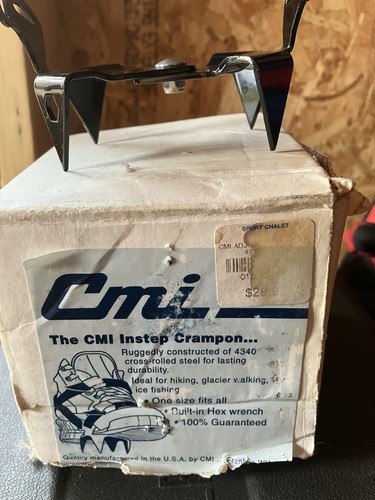 SPORT CHALET
CMI ADJ
$2
Cmi
The CMI Instep Crampon...
Ruggedly constructed of 4340
cross-rolled steel for lasting
durability.
Ideal for hiking, glacier walking,
ice fishing
• One size fits all
• Built-in Hex wrench
• 100% Guaranteed
Quality manufactured in the U.S.A. by CMI